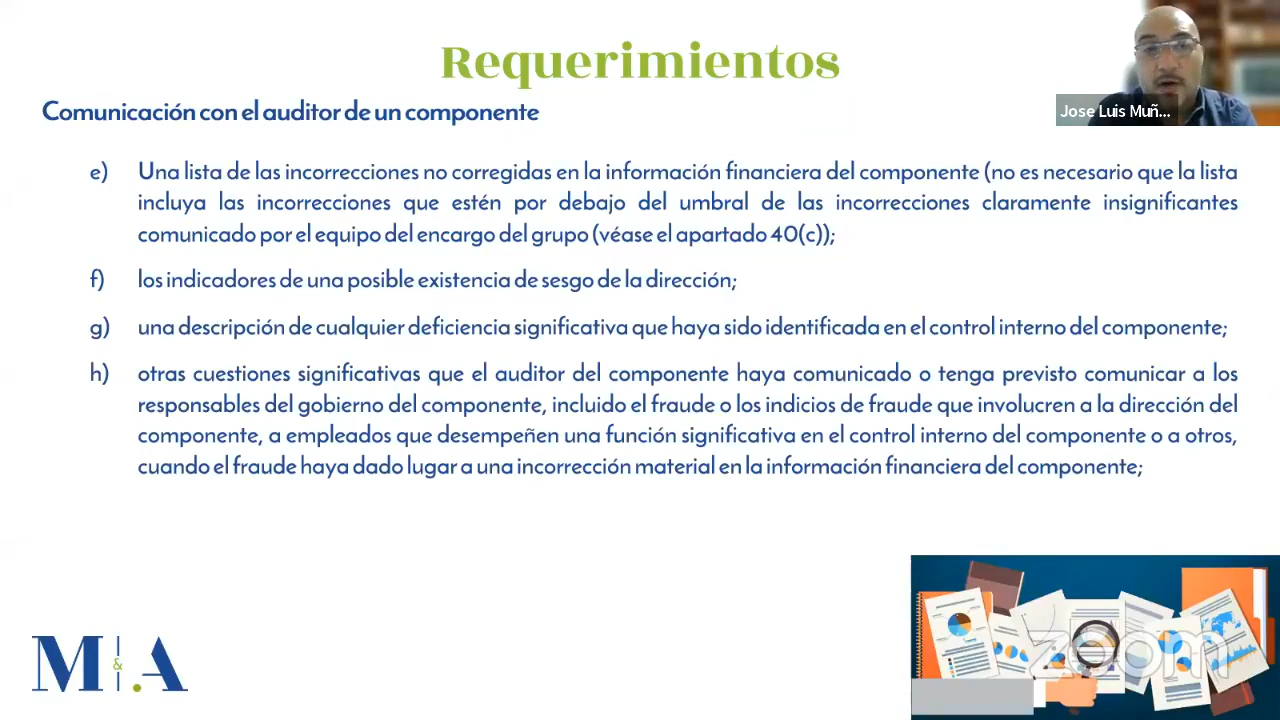 Requerimientos
Jose Luis Muñ...
Comunicación con el auditor de un componente
e) Una lista de las incorrecciones no corregidas en la información financiera del componente (no es necesario que la lista
incluya las incorrecciones que estén por debajo del umbral de las incorrecciones claramente insignificantes
comunicado por el equipo del encargo del grupo (véase el apartado 40(c));
f) los indicadores de una posible existencia de sesgo de la dirección;
g) una descripción de cualquier deficiencia significativa que haya sido identificada en el control interno del componente;
h) otras cuestiones significativas que el auditor del componente haya comunicado o tenga previsto comunicar a los
responsables del gobierno del componente, incluido el fraude o los indicios de fraude que involucren a la dirección del
componente, a empleados que desempeñen una función significativa en el control interno del componente o a otros,
cuando el fraude haya dado lugar a una incorrección material en la información financiera del componente;
M&A
zoom